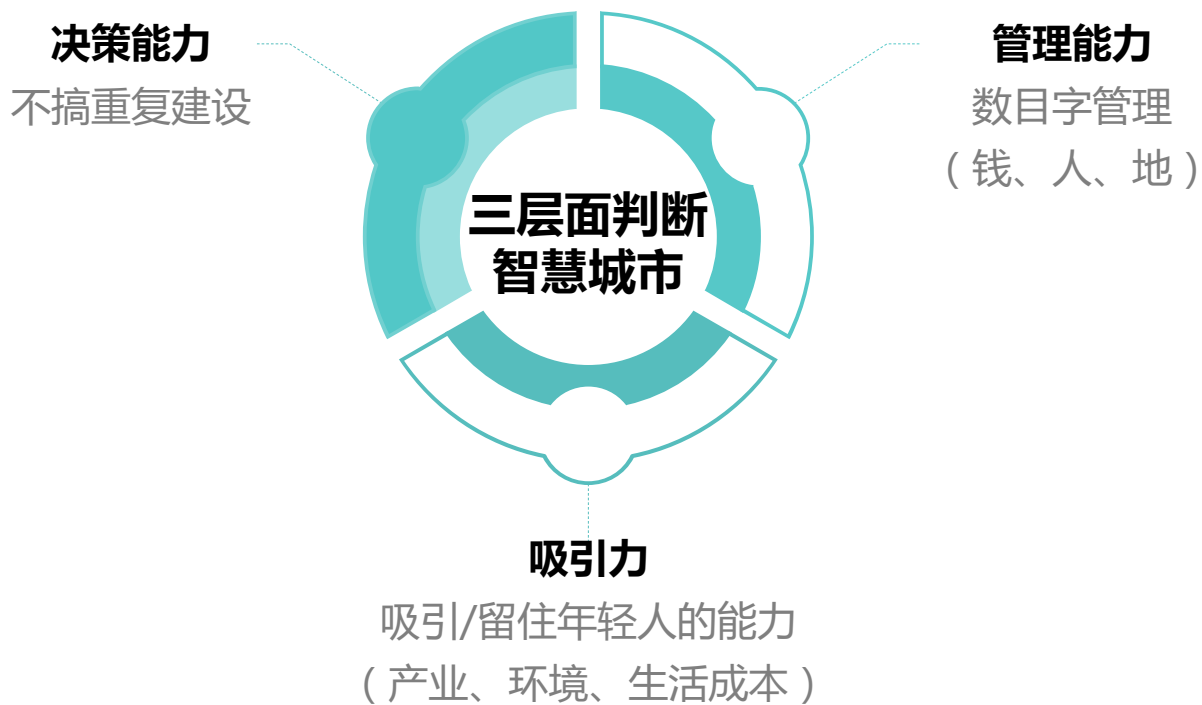 决策能力
不搞重复建设
管理能力
数目字管理
（钱、人、地）
三层面判断
智慧城市
吸引力
吸引/留住年轻人的能力
（产业、环境、生活成本）